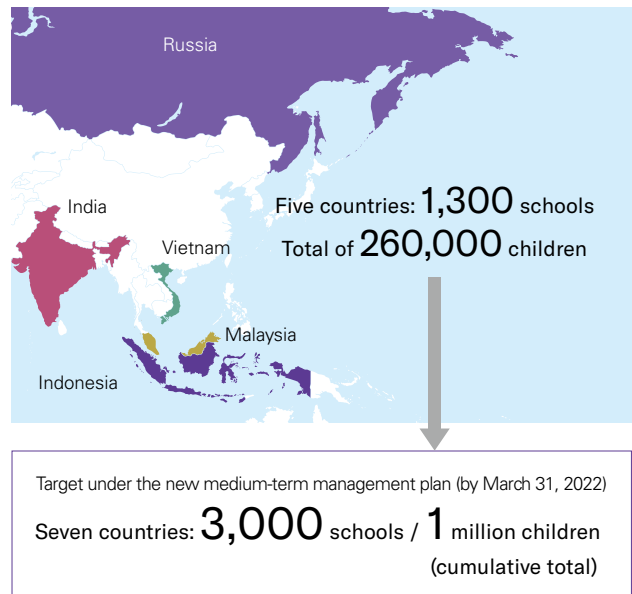 Russia
India
Vietnam
Malaysia
Indonesia
Five countries: 1,300 schools
Total of 260,000 children
Target under the new medium-term management plan (by March 31, 2022)
Seven countries: 3,000 schools / 1 million children
(cumulative total)